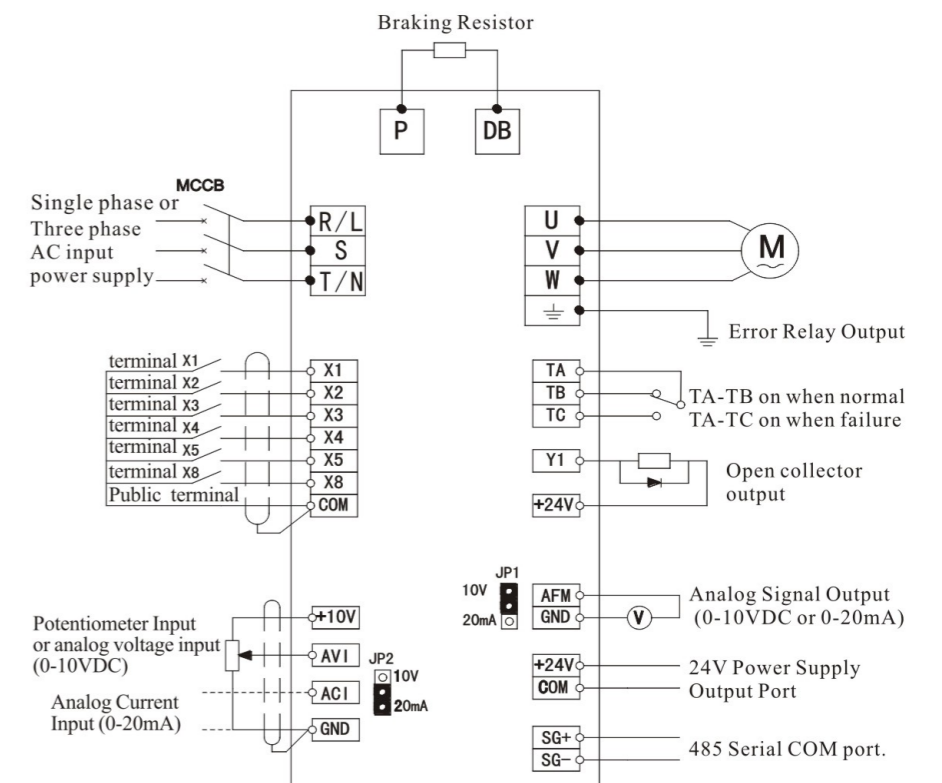 Braking Resistor
P
DB
MCCB
Single phase or
Three phase
AC input
power supply
R/L
S
T/N
U
V
W
M
Error Relay Output
terminal X1
terminal X2
terminal X3
terminal X4
terminal X5
terminal X8
Public terminal
X1
X2
X3
X4
X5
X8
COM
TA
TB
TC
TA-TB on when normal
TA-TC on when failure
Y1
+24V
Open collector
output
JP1
10V
20mA
AFM
GND
V
Analog Signal Output
(0-10VDC or 0-20mA)
Potentiometer Input
or analog voltage input
(0-10VDC)
Analog Current
Input (0-20mA)
+10V
AVI
ACI
GND
JP2
10V
20mA
+24V
COM
24V Power Supply
Output Port
SG+
SG-
485 Serial COM port.